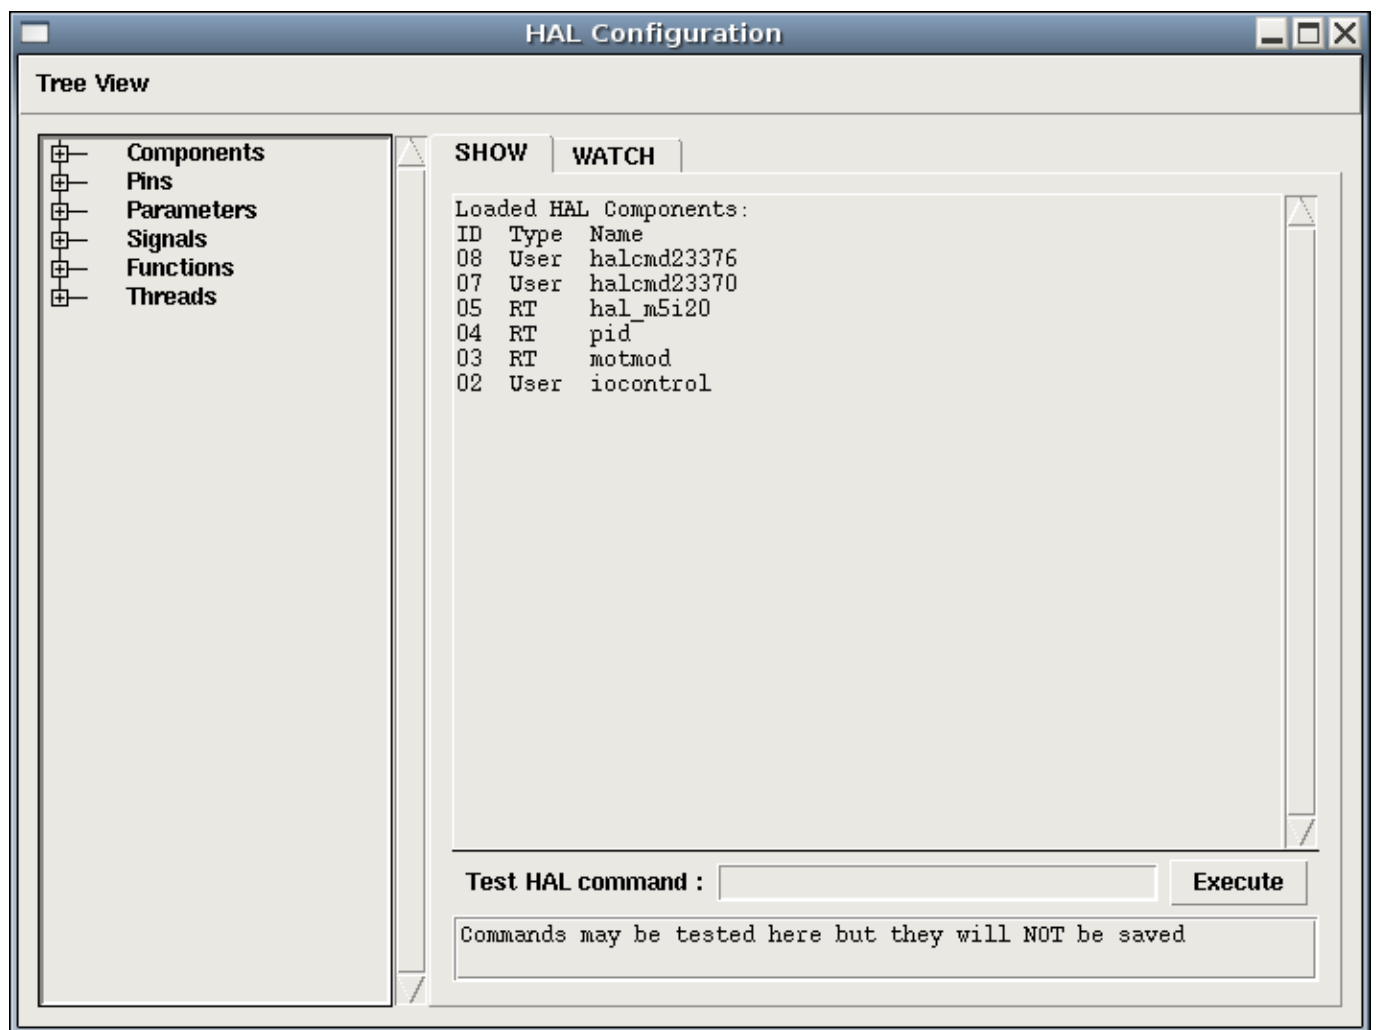 HAL Configuration
Tree View
Components
Pins
Parameters
Signals
Functions
Threads
SHOW WATCH
Loaded HAL Components:
ID Type Name
08 User halcmd23376
07 User halcmd23370
05 RT hal_m5i20
04 RT pid
03 RT motmod
02 User iocontrol
Test HAL command : Execute
Commands may be tested here but they will NOT be saved